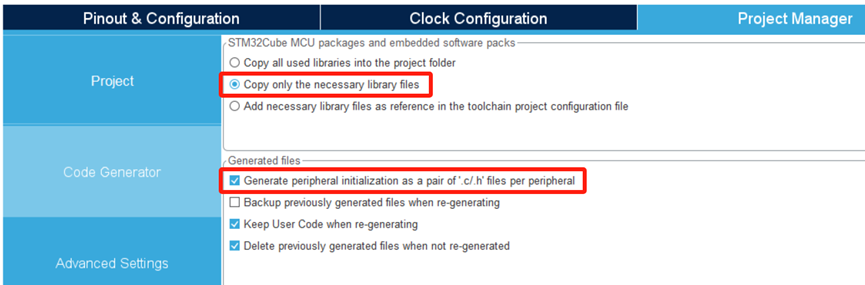 Pinout & Configuration
Clock Configuration
Project Manager
Project
Code Generator
Advanced Settings
STM32Cube MCU packages and embedded software packs
Copy all used libraries into the project folder
Copy only the necessary library files
Add necessary library files as reference in the toolchain project configuration file
Generated files
Generate peripheral initialization as a pair of '.c/.h' files per peripheral
Backup previously generated files when re-generating
Keep User Code when re-generating
Delete previously generated files when not re-generated